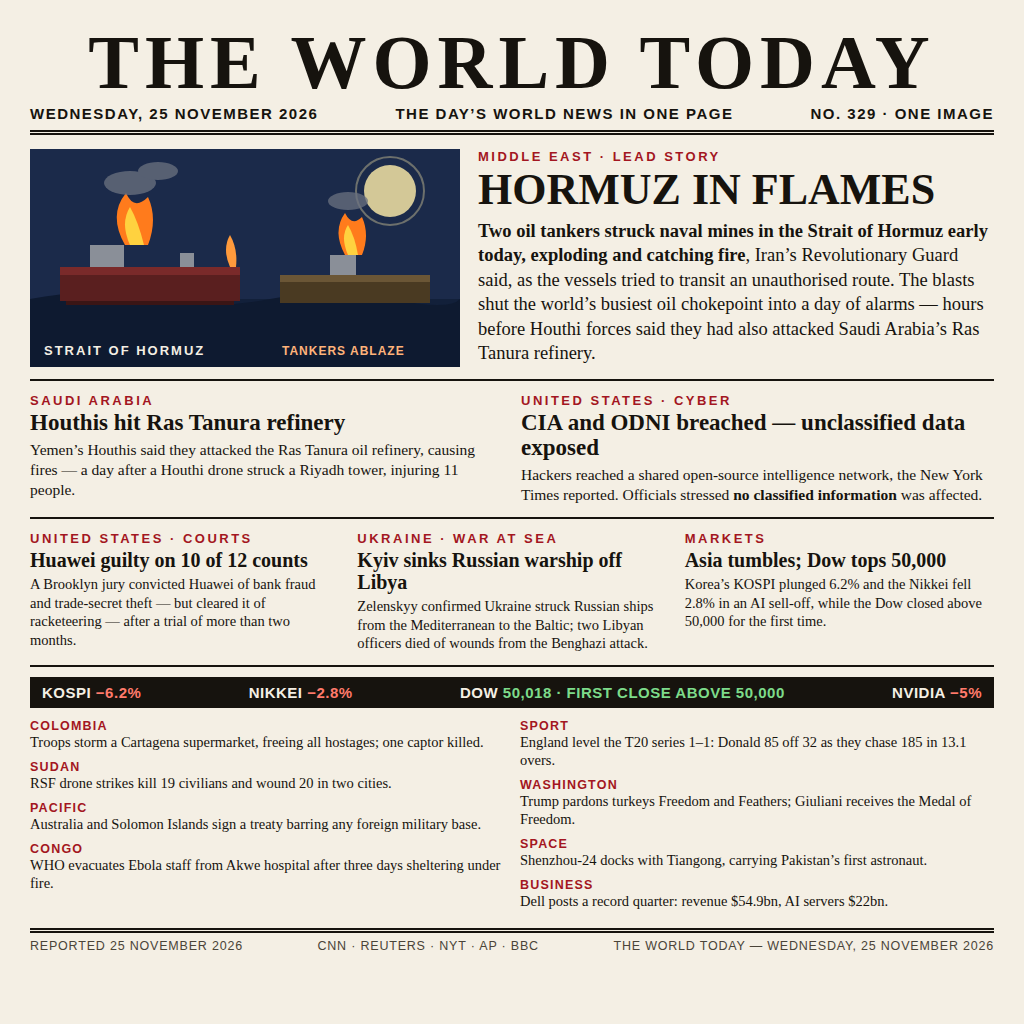 THE WORLD TODAY
WEDNESDAY, 25 NOVEMBER 2026
THE DAY’S WORLD NEWS IN ONE PAGE
NO. 329 · ONE IMAGE
STRAIT OF HORMUZ
TANKERS ABLAZE
MIDDLE EAST · LEAD STORY
HORMUZ IN FLAMES
Two oil tankers struck naval mines in the Strait of Hormuz early
today, exploding and catching fire, Iran’s Revolutionary Guard
said, as the vessels tried to transit an unauthorised route. The blasts
shut the world’s busiest oil chokepoint into a day of alarms — hours
before Houthi forces said they had also attacked Saudi Arabia’s Ras
Tanura refinery.
SAUDI ARABIA
Houthis hit Ras Tanura refinery
Yemen’s Houthis said they attacked the Ras Tanura oil refinery, causing
fires — a day after a Houthi drone struck a Riyadh tower, injuring 11
people.
UNITED STATES · CYBER
CIA and ODNI breached — unclassified data
exposed
Hackers reached a shared open-source intelligence network, the New York
Times reported. Officials stressed no classified information was affected.
UNITED STATES · COURTS
Huawei guilty on 10 of 12 counts
A Brooklyn jury convicted Huawei of bank fraud
and trade-secret theft — but cleared it of
racketeering — after a trial of more than two
months.
UKRAINE · WAR AT SEA
Kyiv sinks Russian warship off
Libya
Zelenskyy confirmed Ukraine struck Russian ships
from the Mediterranean to the Baltic; two Libyan
officers died of wounds from the Benghazi attack.
MARKETS
Asia tumbles; Dow tops 50,000
Korea’s KOSPI plunged 6.2% and the Nikkei fell
2.8% in an AI sell-off, while the Dow closed above
50,000 for the first time.
KOSPI −6.2%
NIKKEI −2.8%
DOW 50,018 · FIRST CLOSE ABOVE 50,000
NVIDIA −5%
COLOMBIA
Troops storm a Cartagena supermarket, freeing all hostages; one captor killed.
SUDAN
RSF drone strikes kill 19 civilians and wound 20 in two cities.
PACIFIC
Australia and Solomon Islands sign a treaty barring any foreign military base.
CONGO
WHO evacuates Ebola staff from Akwe hospital after three days sheltering under
fire.
SPORT
England level the T20 series 1–1: Donald 85 off 32 as they chase 185 in 13.1
overs.
WASHINGTON
Trump pardons turkeys Freedom and Feathers; Giuliani receives the Medal of
Freedom.
SPACE
Shenzhou-24 docks with Tiangong, carrying Pakistan’s first astronaut.
BUSINESS
Dell posts a record quarter: revenue $54.9bn, AI servers $22bn.
REPORTED 25 NOVEMBER 2026
CNN · REUTERS · NYT · AP · BBC
THE WORLD TODAY — WEDNESDAY, 25 NOVEMBER 2026